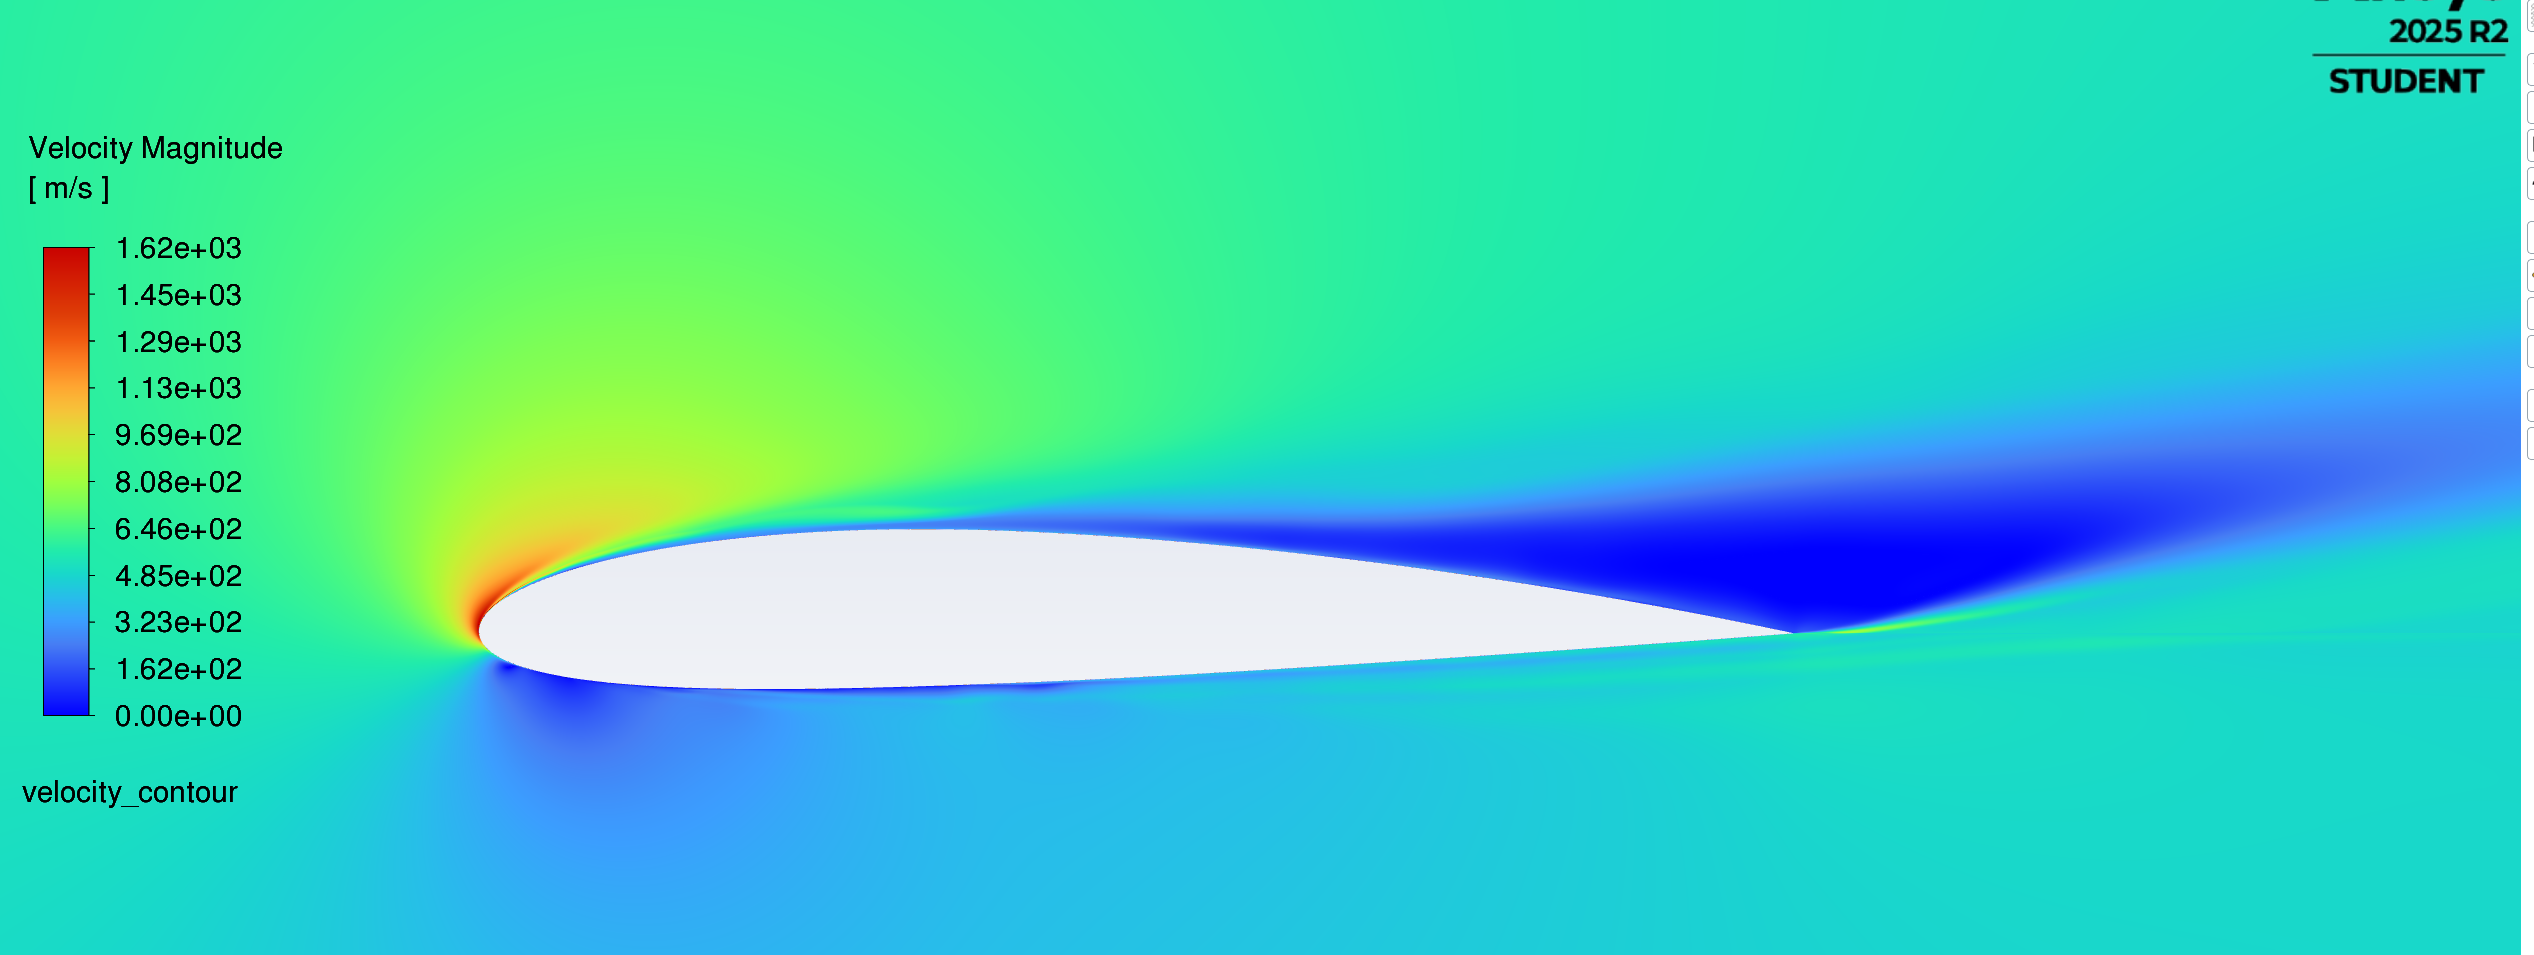 2025 R2
STUDENT
Velocity Magnitude
[ m/s ]
1.62e+03
1.45e+03
1.29e+03
1.13e+03
9.69e+02
8.08e+02
6.46e+02
4.85e+02
3.23e+02
1.62e+02
0.00e+00
velocity_contour